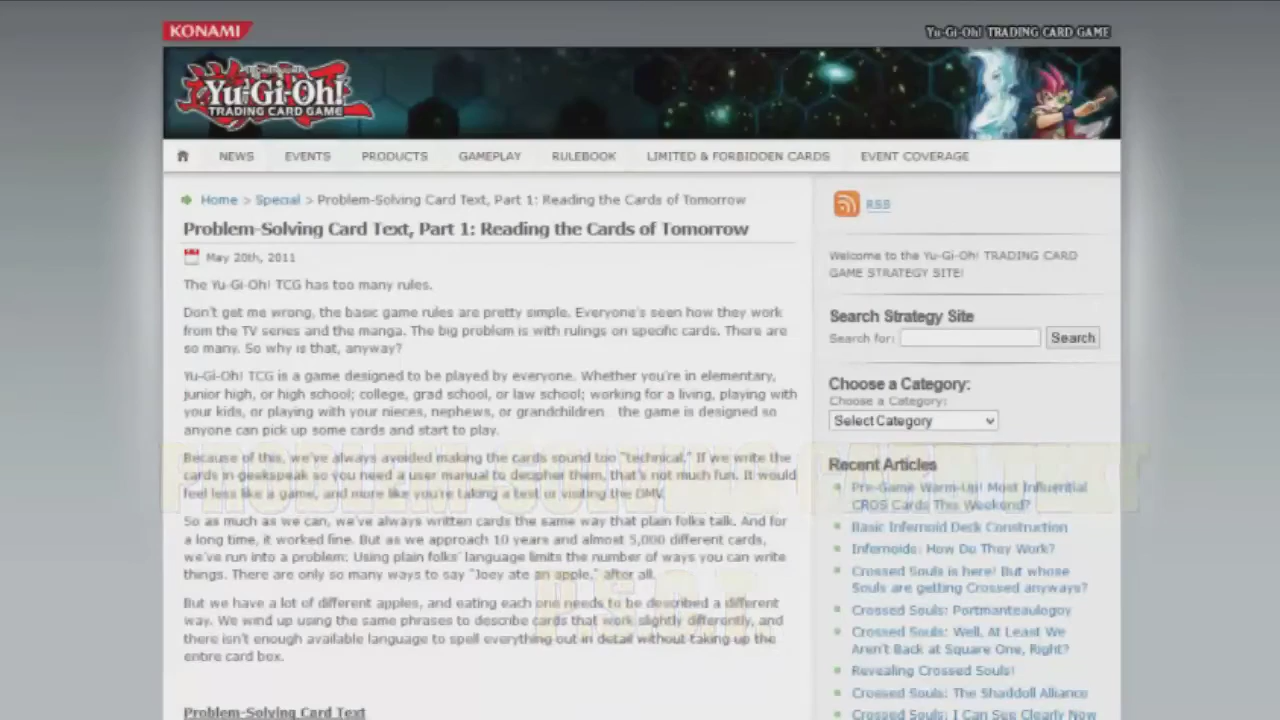 KONAMI
Yu-Gi-Oh! TRADING CARD GAME
Yu-Gi-Oh!
TRADING CARD GAME
NEWS EVENTS PRODUCTS GAMEPLAY RULEBOOK LIMITED & FORBIDDEN CARDS EVENT COVERAGE
Home > Special > Problem-Solving Card Text, Part 1: Reading the Cards of Tomorrow
Problem-Solving Card Text, Part 1: Reading the Cards of Tomorrow
May 20th, 2011
The Yu-Gi-Oh! TCG has too many rules.
Don't get me wrong, the basic game rules are pretty simple. Everyone's seen how they work
from the TV series and the manga. The big problem is with rulings on specific cards. There are
so many. So why is that, anyway?
Yu-Gi-Oh! TCG is a game designed to be played by everyone. Whether you're in elementary,
junior high, or high school; college, grad school, or law school; working for a living, playing with
your kids, or playing with your nieces, nephews, or grandchildren the game is designed so
anyone can pick up some cards and start to play.
Because of this, we've always avoided making the cards sound too "technical." If we write the
cards in geekspeak so you need a user manual to decipher them, that's not much fun. It would
feel less like a game, and more like you're taking a test or visiting the DMV.
So as much as we can, we've always written cards the same way that plain folks talk. And for
a long time, it worked fine. But as we approach 10 years and almost 5,000 different cards,
we've run into a problem: Using plain folks' language limits the number of ways you can write
things. There are only so many ways to say "Joey ate an apple," after all.
But we have a lot of different apples, and eating each one needs to be described a different
way. We wind up using the same phrases to describe cards that work slightly differently, and
there isn't enough available language to spell everything out in detail without taking up the
entire card box.
Problem-Solving Card Text
PROBLEM-SOLVING CARD TEXT
P.S.C.T.
RSS
Welcome to the Yu-Gi-Oh! TRADING CARD
GAME STRATEGY SITE!
Search Strategy Site
Search for: Search
Choose a Category:
Choose a Category:
Select Category
Recent Articles
Pre-Game Warm-Up! Most Influential
CROS Cards This Weekend?
Basic Infernoid Deck Construction
Infernoids: How Do They Work?
Crossed Souls is here! But whose
Souls are getting Crossed anyways?
Crossed Souls: Portmanteaulogoy
Crossed Souls: Well, At Least We
Aren't Back at Square One, Right?
Revealing Crossed Souls!
Crossed Souls: The Shaddoll Alliance
Crossed Souls: I Can See Clearly Now